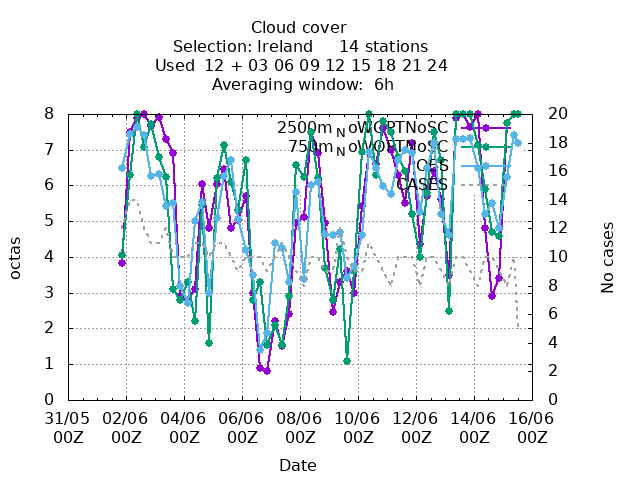 Cloud cover
Selection: Ireland 14 stations
Used 12 + 03 06 09 12 15 18 21 24
Averaging window: 6h
2500m_NoWOPTNoSC
750m_NoWOPTNoSC
CASES
octas
No cases
8
7
6
5
4
3
2
1
0
20
18
16
14
12
10
8
6
4
2
0
31/05 02/06 04/06 06/06 08/06 10/06 12/06 14/06 16/06
00Z 00Z 00Z 00Z 00Z 00Z 00Z 00Z 00Z
Date